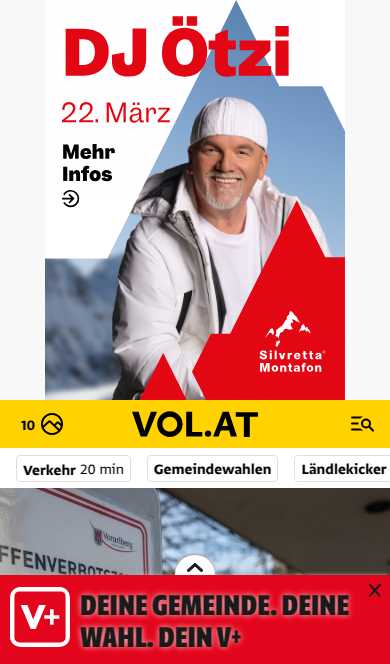 DJ Ötzi
22. März
Mehr
Infos
Silvretta
Montafon
10
VOL.AT
Verkehr 20 min
Gemeindewahlen
Ländlekicker
Vorarlberg
FFENVERBOTSZO
V+
DEINE GEMEINDE. DEINE
WAHL. DEIN V+